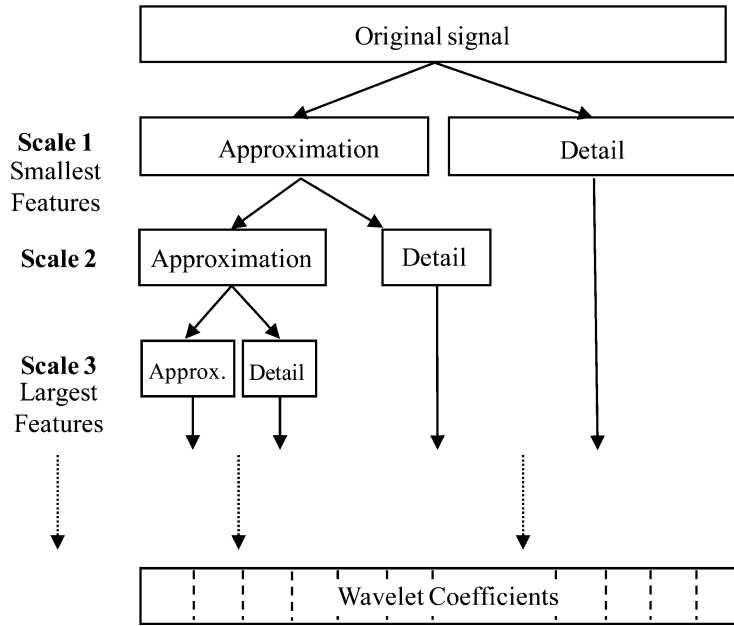 Original signal
Scale 1
Smallest
Features
Approximation
Detail
Scale 2
Approximation
Detail
Scale 3
Largest
Features
Approx.
Detail
Wavelet Coefficients